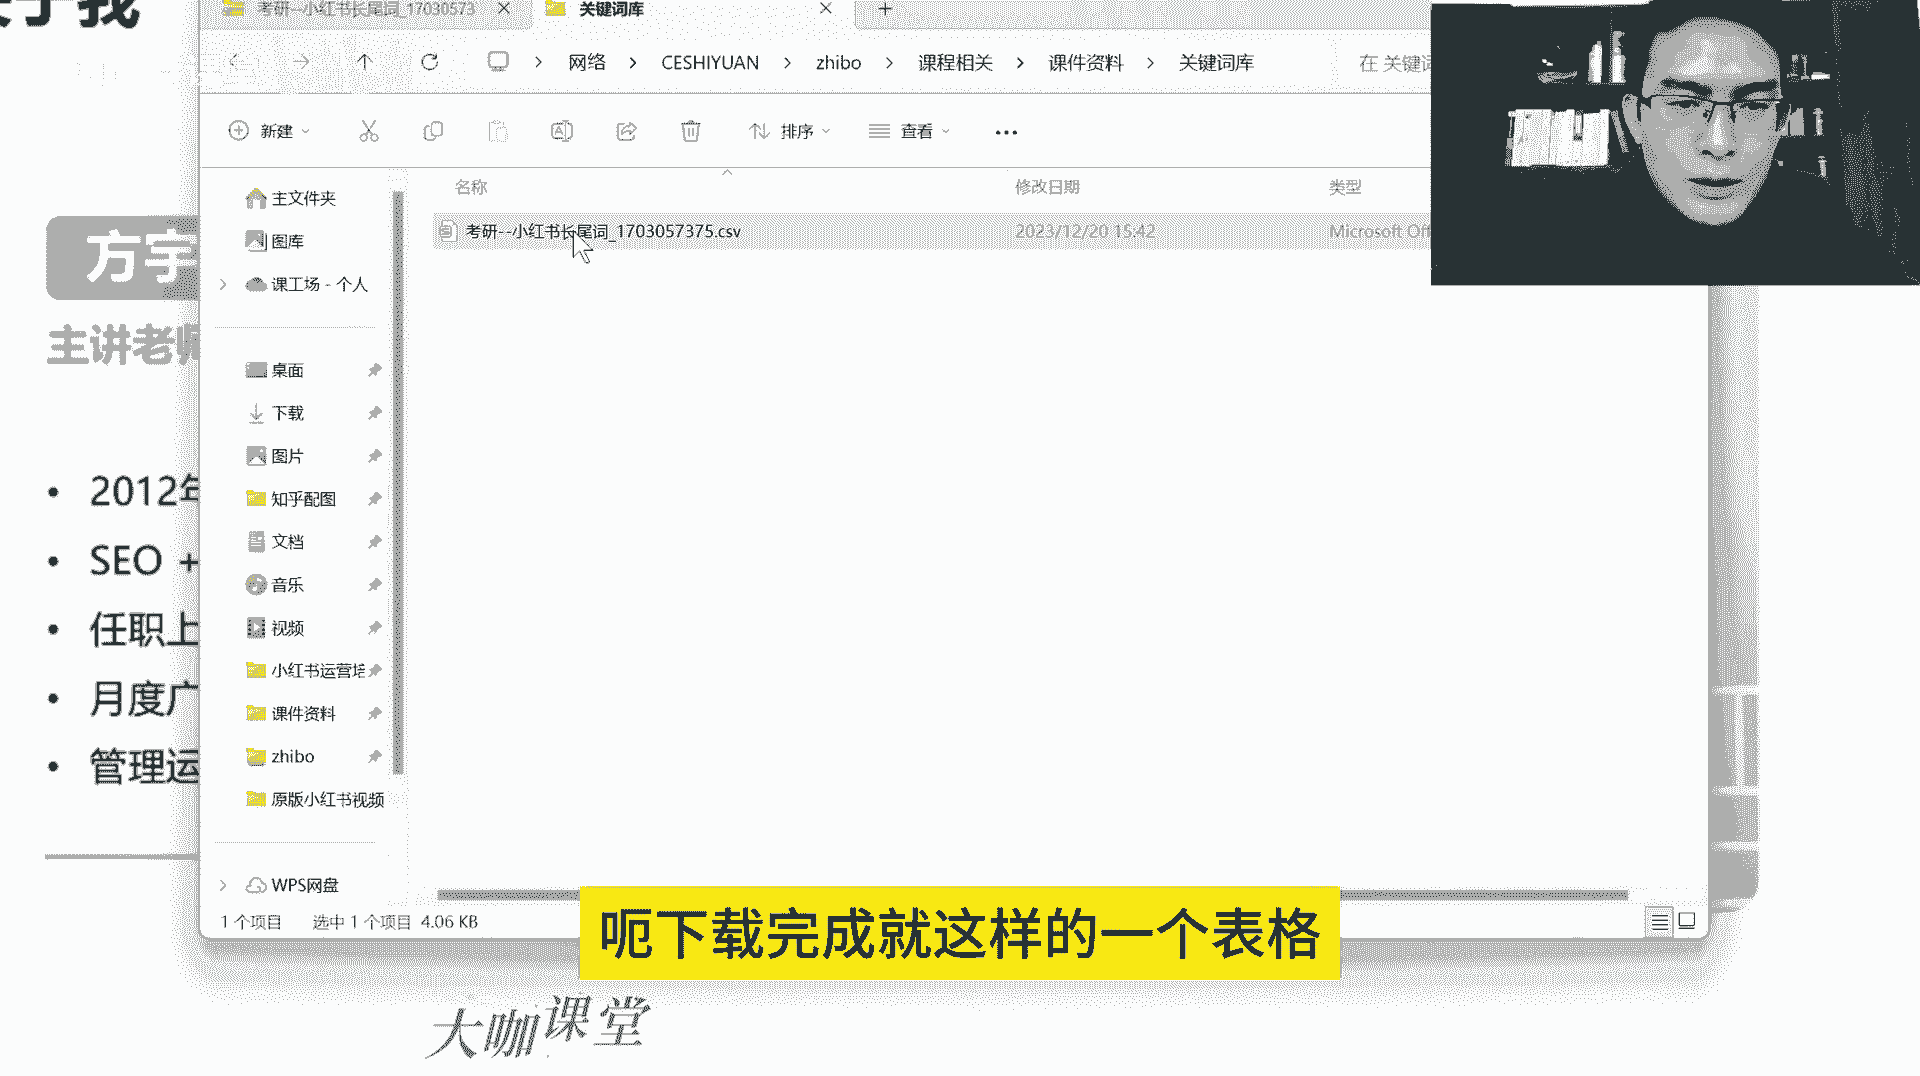 关于我
考研--小红书长尾词_17030573
关键词库
网络 > CESHIYUAN > zhibo > 课程相关 > 课件资料 > 关键词库
在 关键词
新建
排序
查看
名称
修改日期
类型
考研--小红书长尾词_1703057375.csv
2023/12/20 15:42
Microsoft Off
主文件夹
图库
课工场 - 个人
桌面
下载
图片
知乎配图
文档
音乐
视频
小红书运营培
课件资料
zhibo
原版小红书视频
WPS网盘
1 个项目
选中 1 个项目 4.06 KB
方宇
主讲老师
• 2012年
• SEO +
• 任职上
• 月度广
• 管理运
呃下载完成就这样的一个表格
大咖课堂